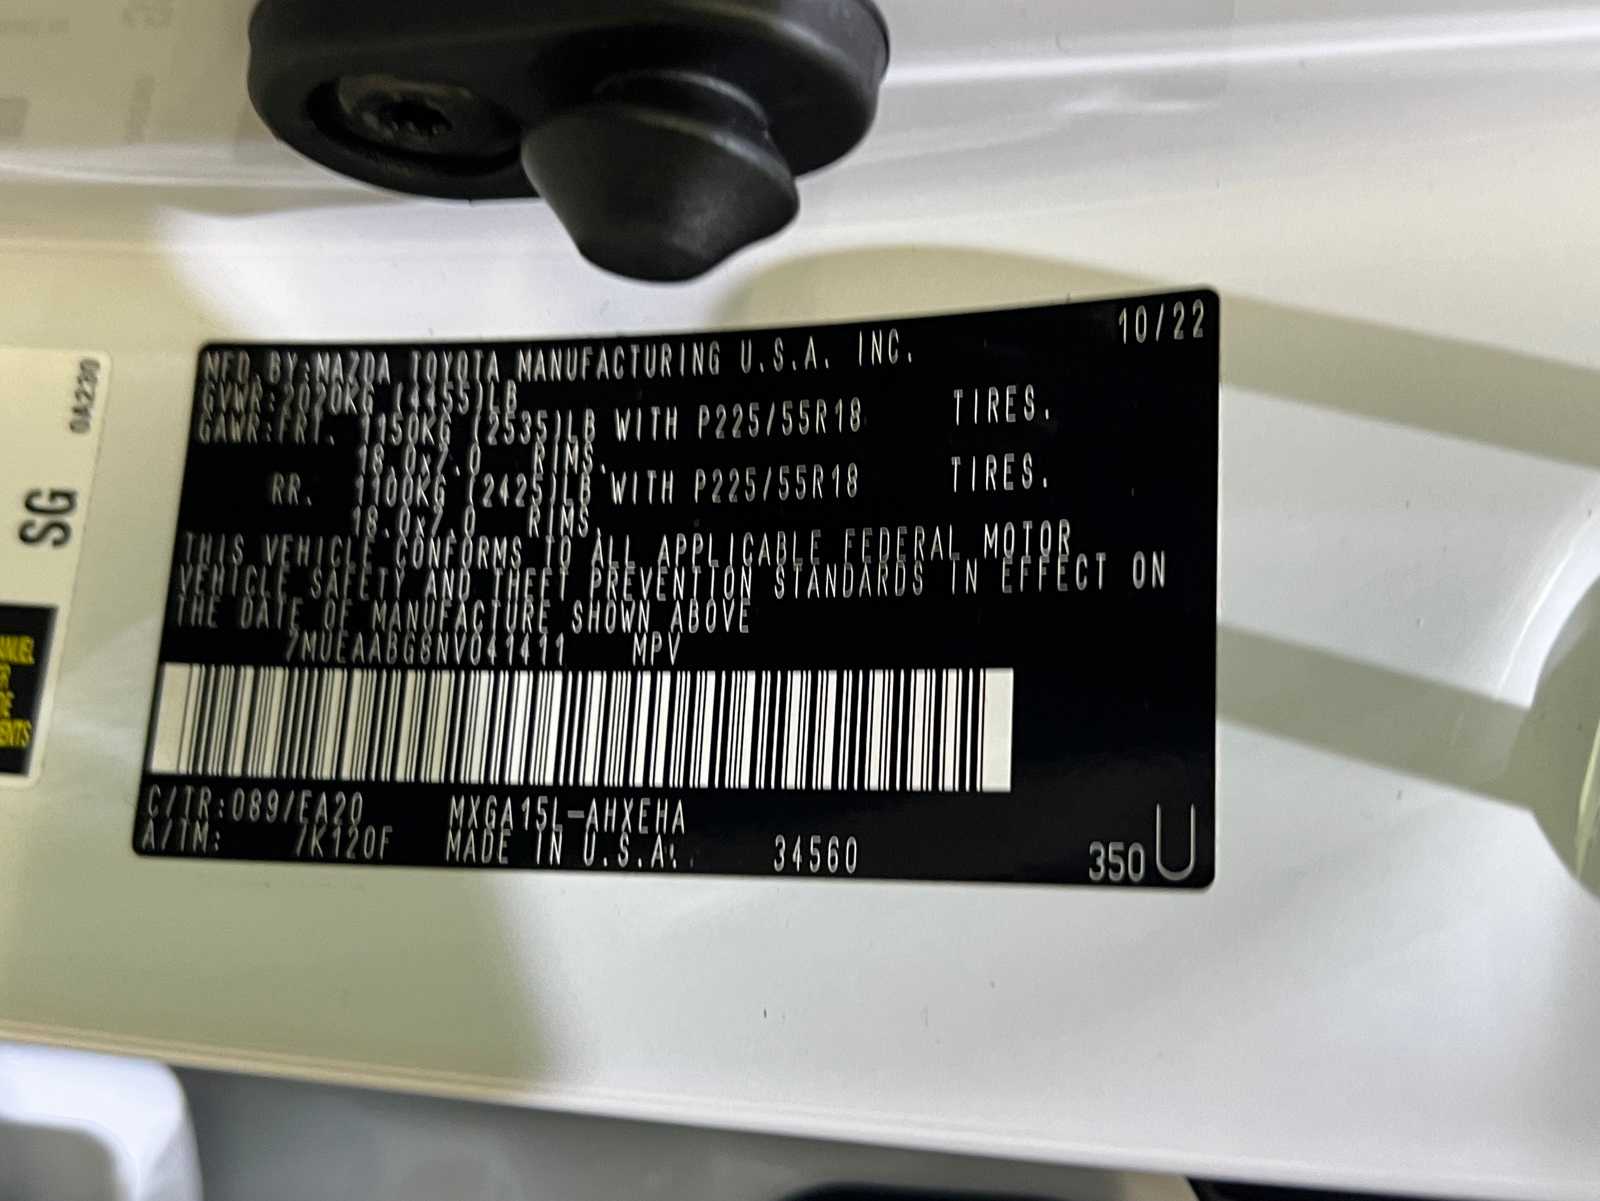 MFD. BY:MAZDA TOYOTA MANUFACTURING U.S.A. INC. 10/22
GVWR:2020KG (4455)LB
GAWR:FRT. 1150KG (2535)LB WITH P225/55R18 TIRES.
18.0x7.0 RIMS.
RR. 1100KG (2425)LB WITH P225/55R18 TIRES.
18.0x7.0 RIMS.
THIS VEHICLE CONFORMS TO ALL APPLICABLE FEDERAL MOTOR
VEHICLE SAFETY AND THEFT PREVENTION STANDARDS IN EFFECT ON
THE DATE OF MANUFACTURE SHOWN ABOVE
7MUEAABG8NV041411 MPV
C/TR:089/EA20 MXGA15L-AHXEHA
A/TM: /K120F MADE IN U.S.A. 34560
350U
0A230
SG